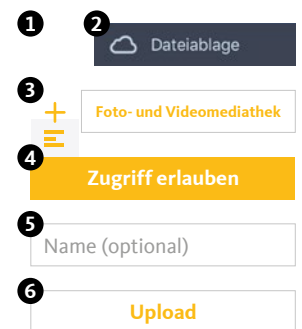 1 2
Dateiablage
3
Foto- und Videomediathek
4
Zugriff erlauben
5
Name (optional)
6
Upload